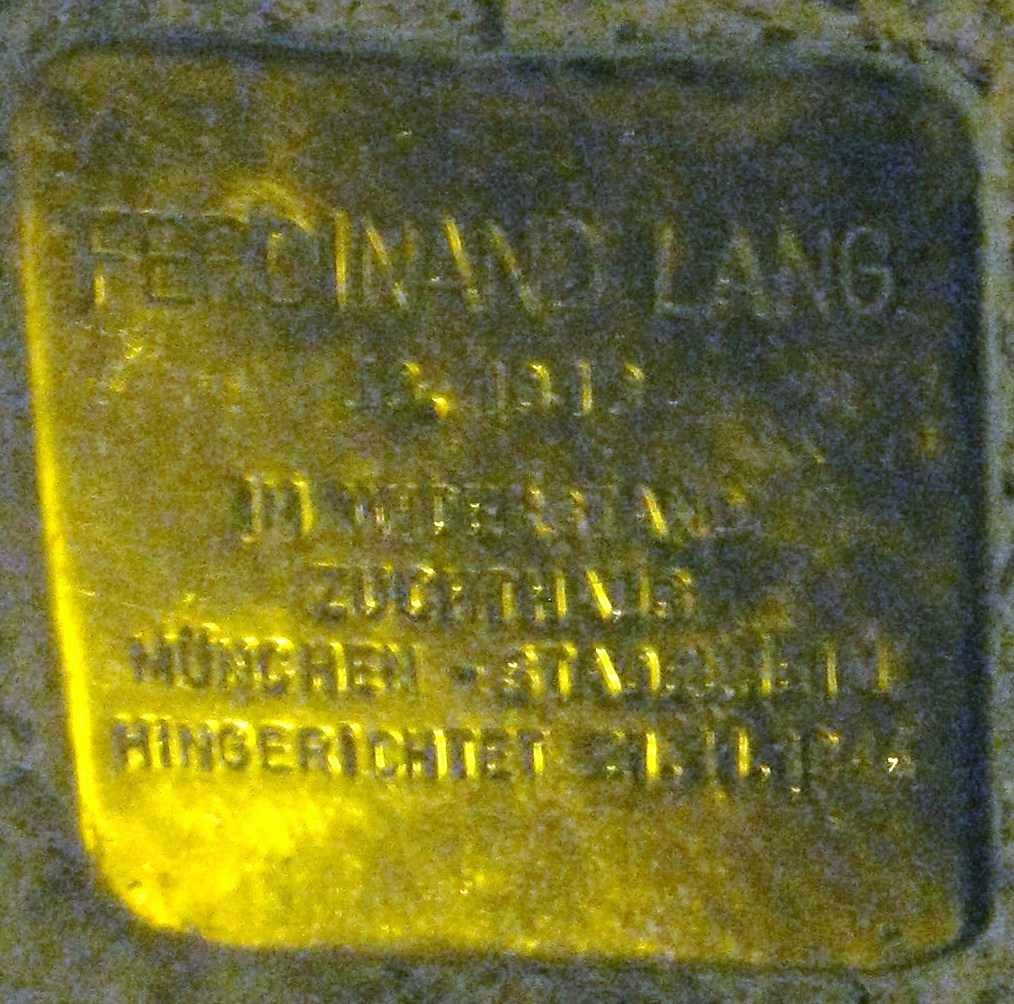 FERDINAND LANG
IM WIDERSTAND
ZUCHTHAUS
MÜNCHEN - STADELHEIM
HINGERICHTET